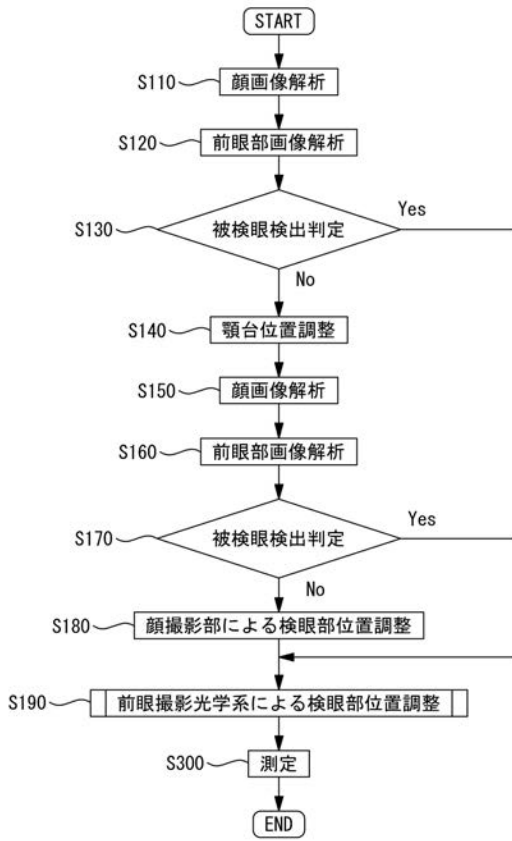 START
S110 顔画像解析
S120 前眼部画像解析
S130 被検眼検出判定 Yes
No
S140 顎台位置調整
S150 顔画像解析
S160 前眼部画像解析
S170 被検眼検出判定 Yes
No
S180 顔撮影部による検眼部位置調整
S190 前眼撮影光学系による検眼部位置調整
S300 測定
END